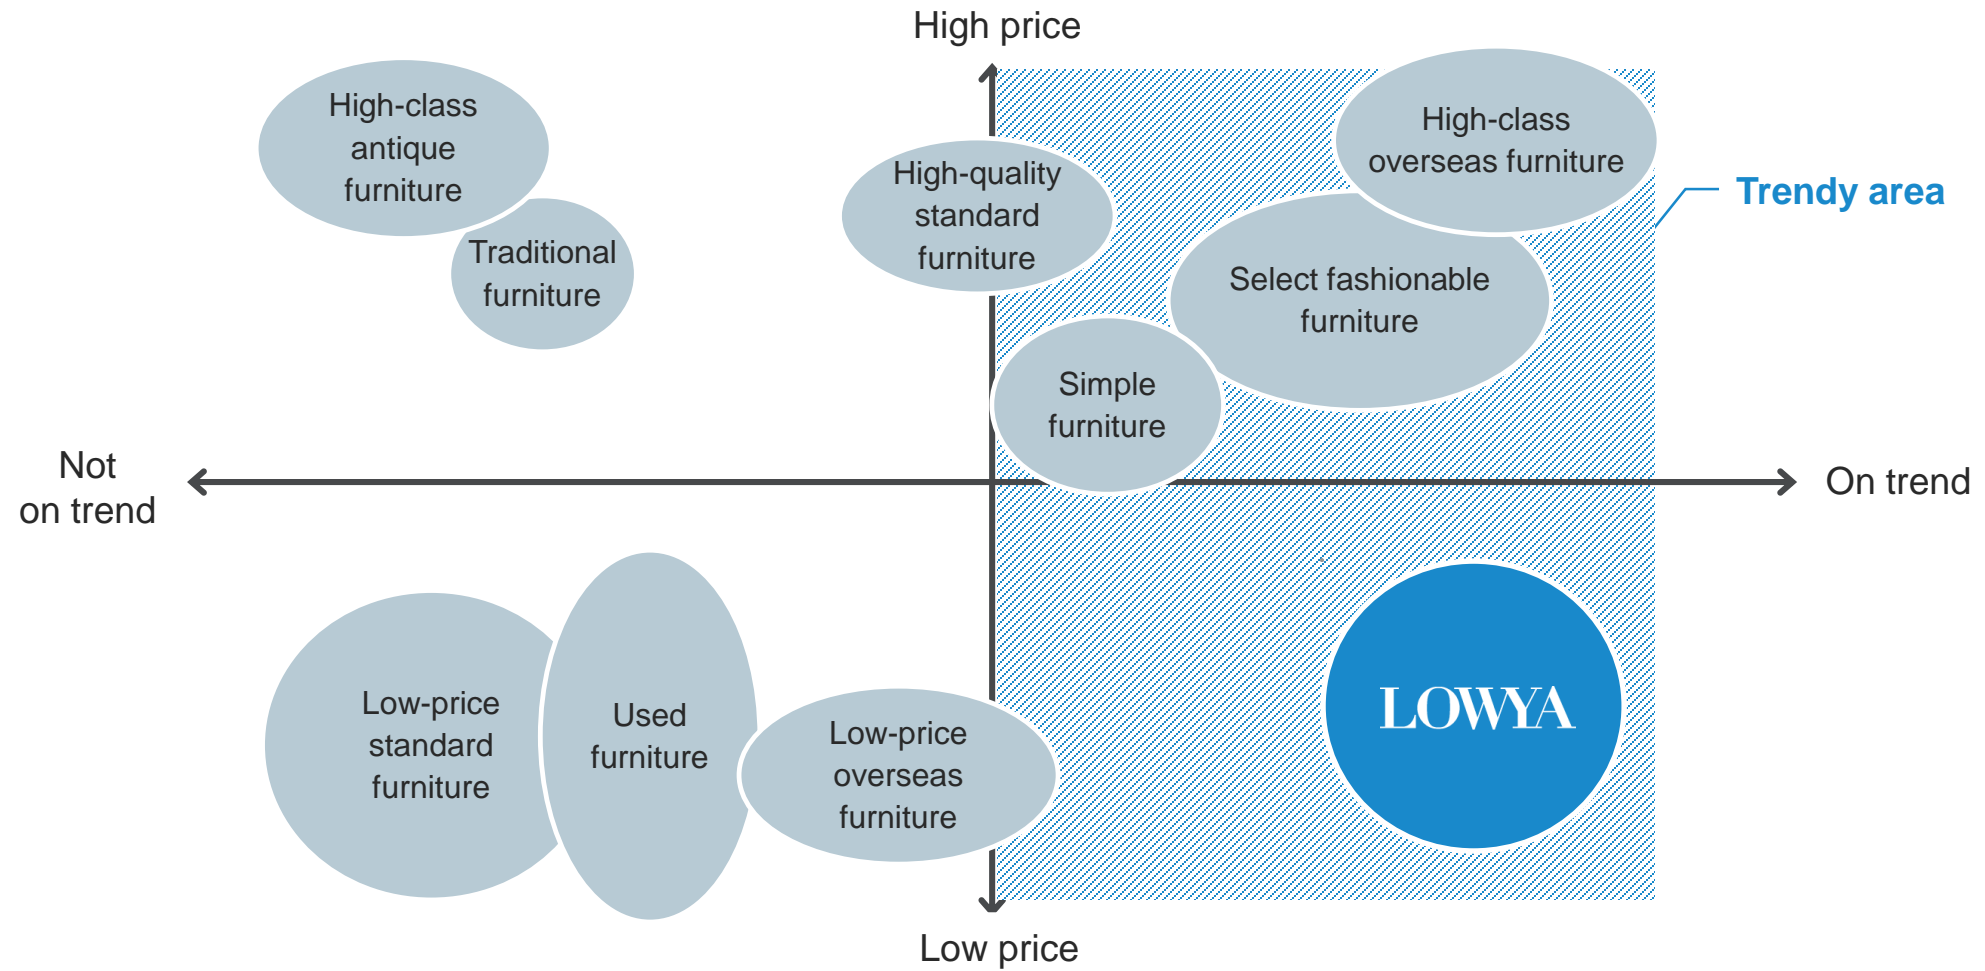 High price
High-class
antique
furniture
Traditional
furniture
High-quality
standard
furniture
High-class
overseas furniture
Trendy area
Select fashionable
furniture
Simple
furniture
Not
on trend
On trend
Low-price
standard
furniture
Used
furniture
Low-price
overseas
furniture
LOWYA
Low price